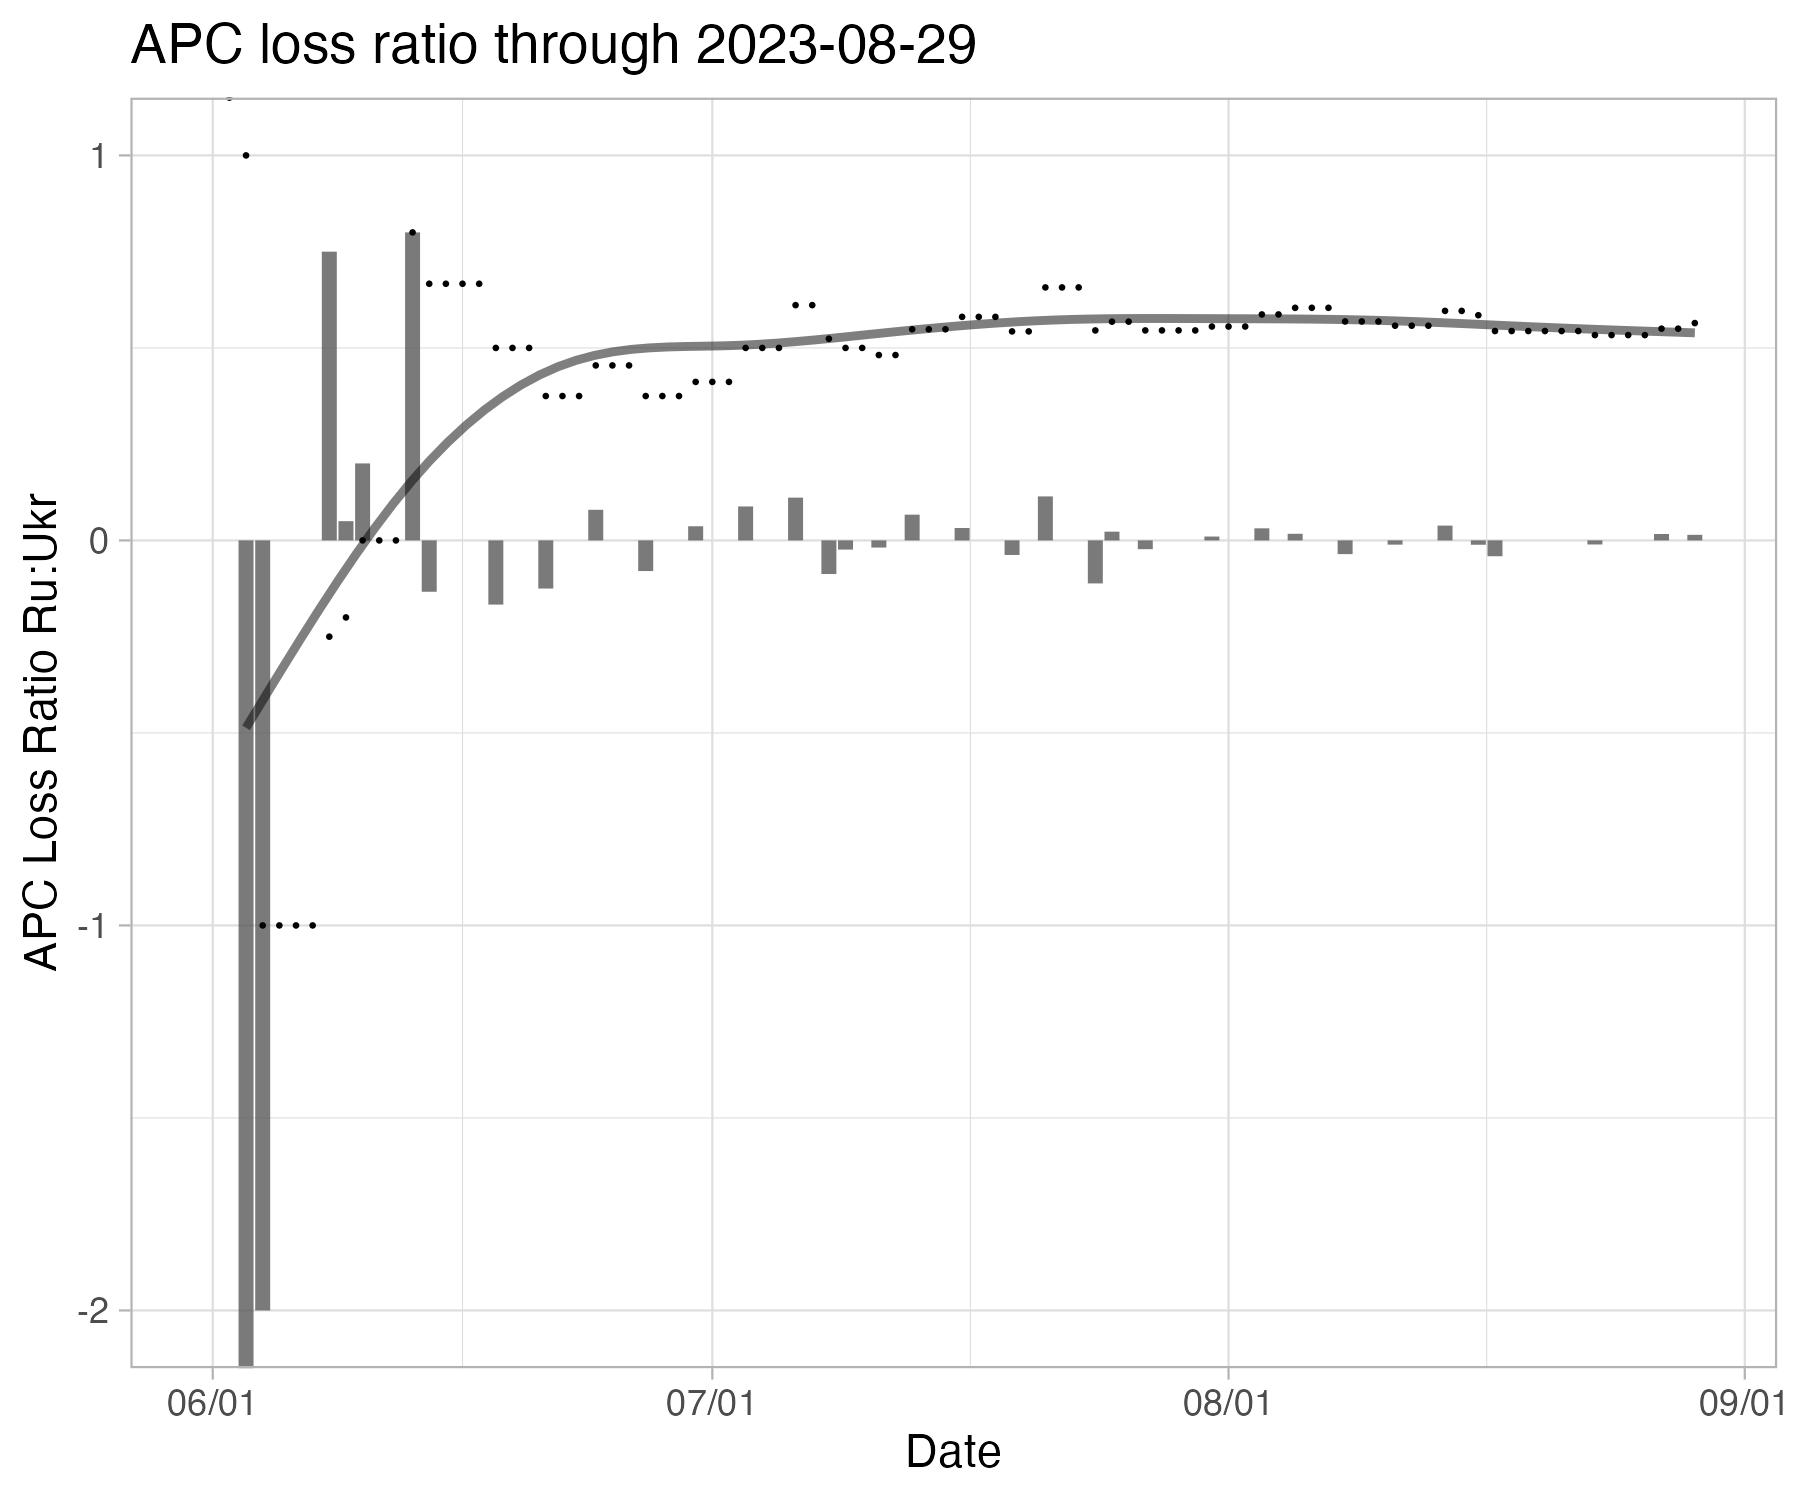 APC loss ratio through 2023-08-29
APC Loss Ratio Ru:Ukr
1
0
-1
-2
06/01 07/01 08/01 09/01
Date